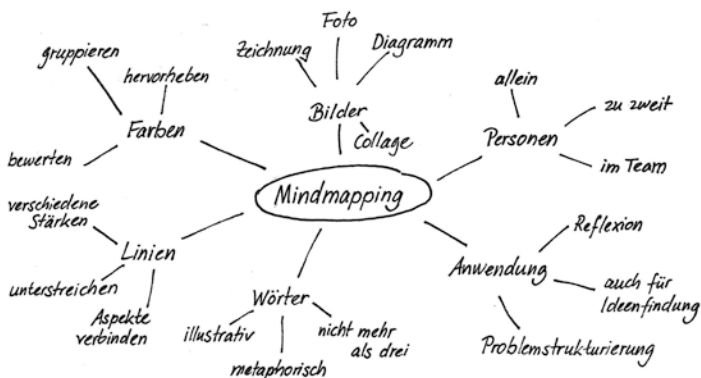 Mindmapping
Farben
gruppieren
hervorheben
bewerten
Bilder
Zeichnung
Foto
Diagramm
Collage
Personen
allein
zu zweit
im Team
Anwendung
Reflexion
auch für
Ideenfindung
Problemstrukturierung
Wörter
nicht mehr
als drei
metaphorisch
illustrativ
Linien
Aspekte
verbinden
unterstreichen
verschiedene
Stärken